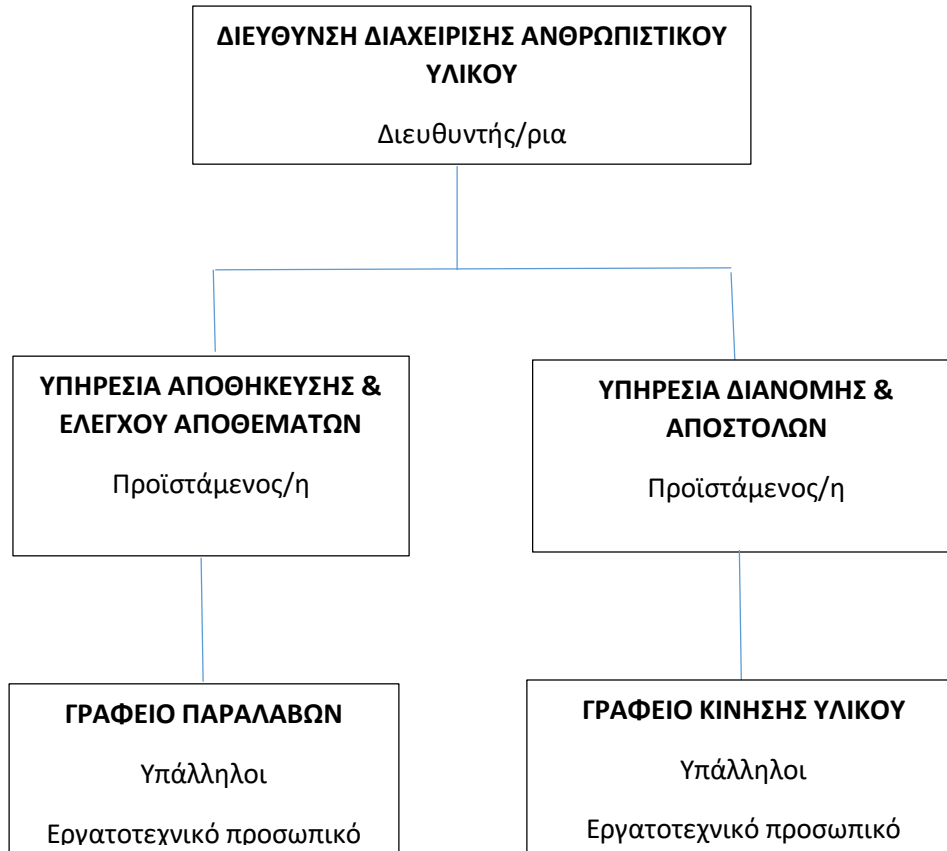 ΔΙΕΥΘΥΝΣΗ ΔΙΑΧΕΙΡΙΣΗΣ ΑΝΘΡΩΠΙΣΤΙΚΟΥ
ΥΛΙΚΟΥ
Διευθυντής/ρια
ΥΠΗΡΕΣΙΑ ΑΠΟΘΗΚΕΥΣΗΣ &
ΕΛΕΓΧΟΥ ΑΠΟΘΕΜΑΤΩΝ
Προϊστάμενος/η
ΥΠΗΡΕΣΙΑ ΔΙΑΝΟΜΗΣ &
ΑΠΟΣΤΟΛΩΝ
Προϊστάμενος/η
ΓΡΑΦΕΙΟ ΠΑΡΑΛΑΒΩΝ
Υπάλληλοι
Εργατοτεχνικό προσωπικό
ΓΡΑΦΕΙΟ ΚΙΝΗΣΗΣ ΥΛΙΚΟΥ
Υπάλληλοι
Εργατοτεχνικό προσωπικό